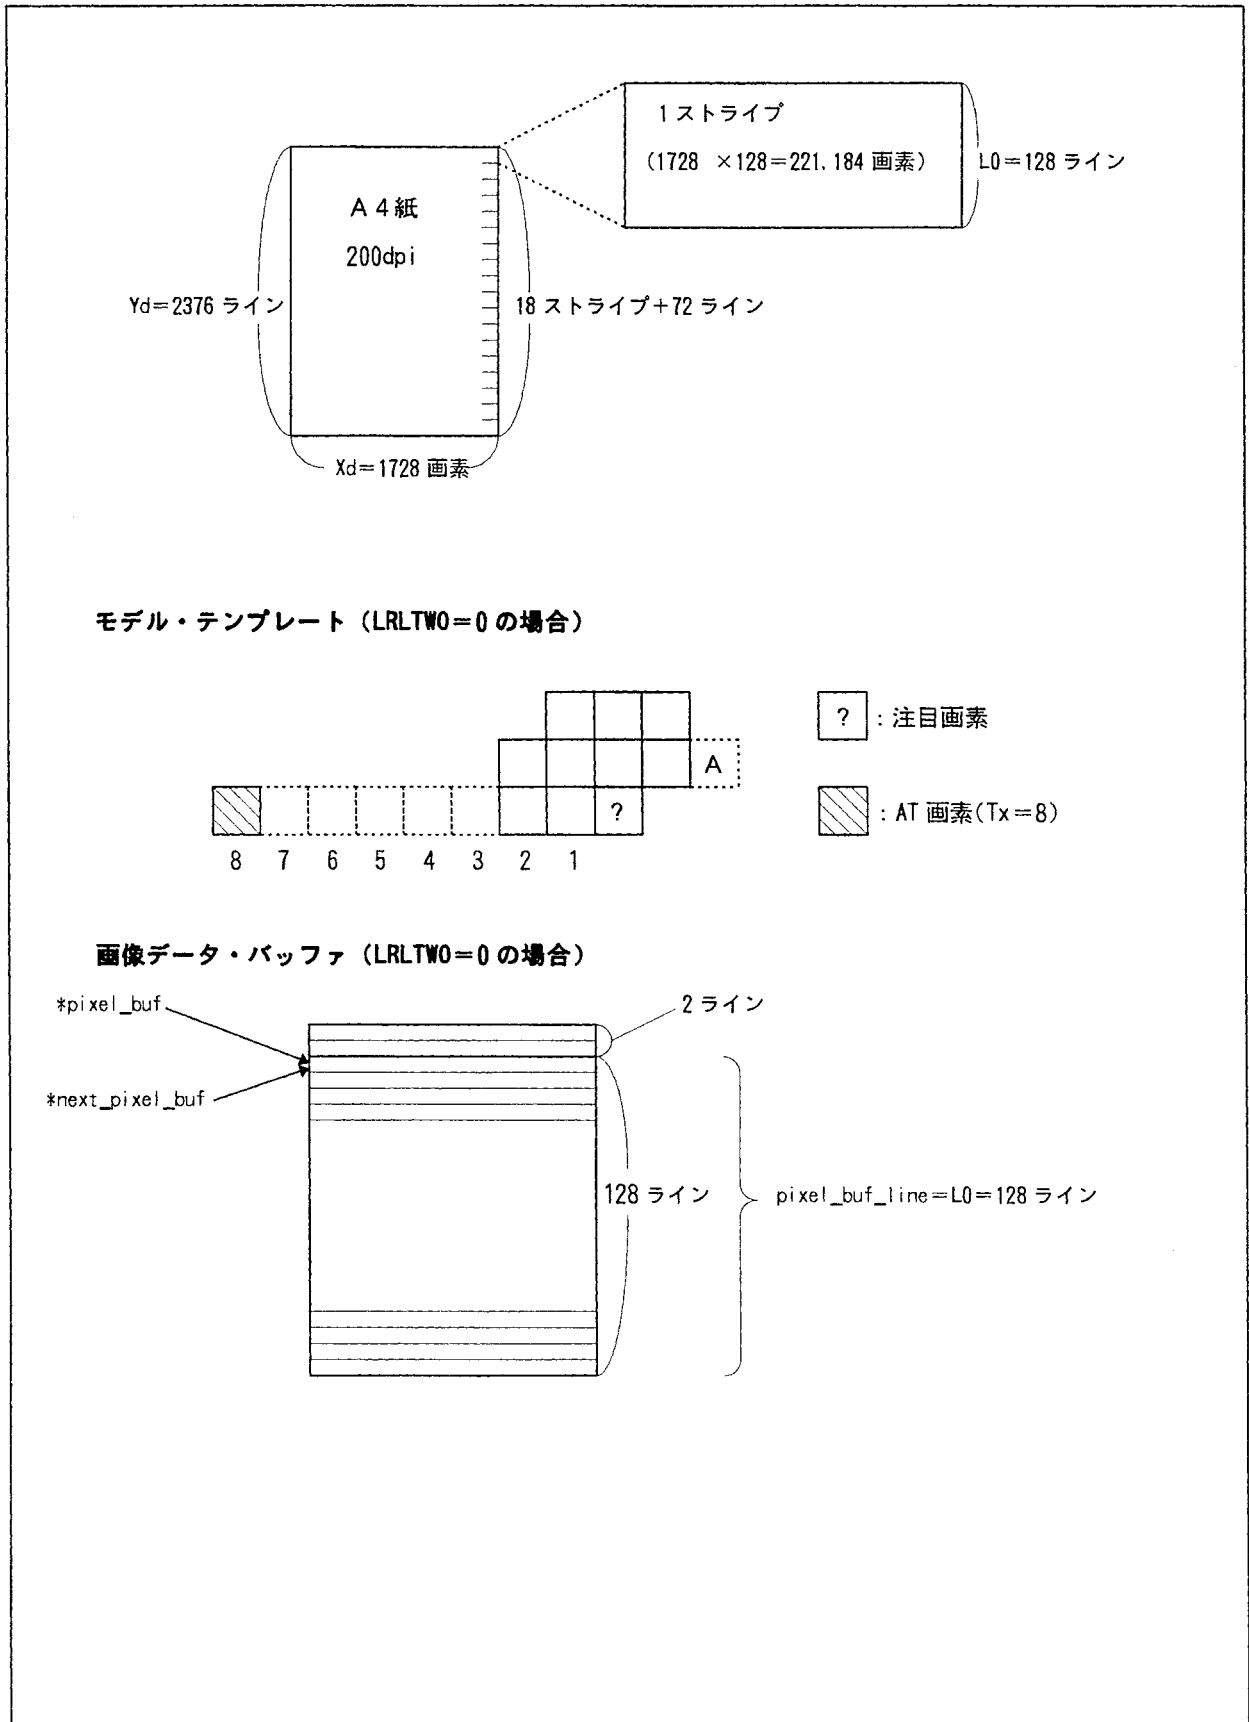 1ストライプ
(1728 ×128=221,184 画素)
L0=128 ライン
A4紙
200dpi
Yd=2376 ライン
18 ストライプ+72 ライン
Xd=1728 画素
モデル・テンプレート (LRLTWO=0 の場合)
? : 注目画素
A
?
: AT 画素(Tx=8)
8 7 6 5 4 3 2 1
画像データ・バッファ (LRLTWO=0 の場合)
*pixel_buf
2 ライン
*next_pixel_buf
128 ライン
pixel_buf_line=L0=128 ライン